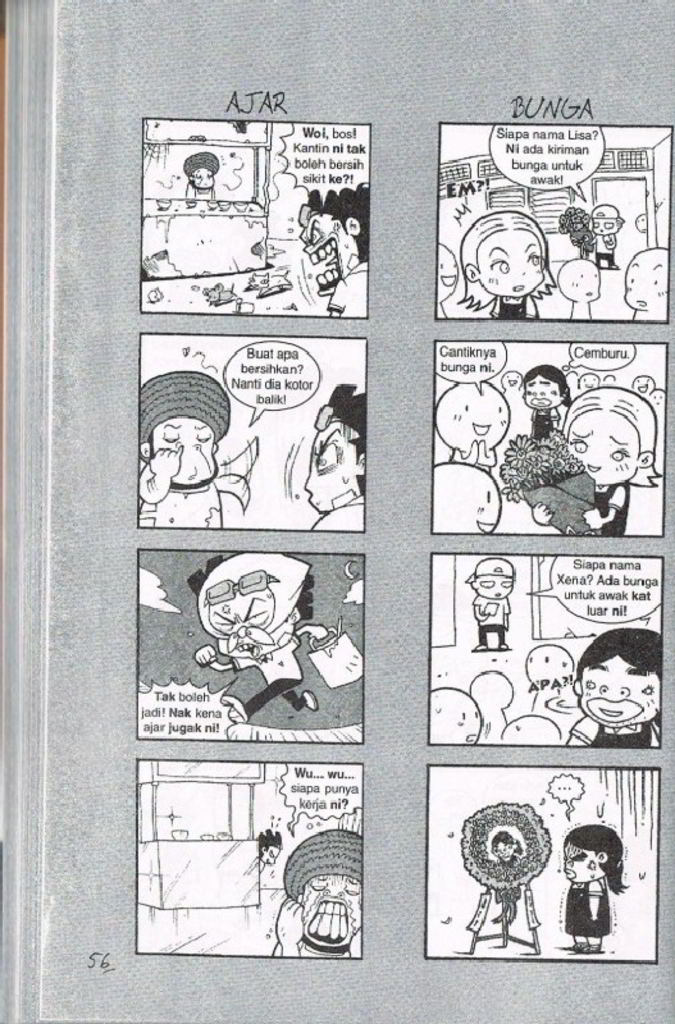 AJAR
Woi, bos!
Kantin ni tak
boleh bersih
sikit ke?!
Buat apa
bersihkan?
Nanti dia kotor
balik!
Tak boleh
jadi! Nak kena
ajar jugak ni!
Wu... wu...
siapa punya
kerja ni?
BUNGA
Siapa nama Lisa?
Ni ada kiriman
bunga untuk
awak!
EM?!
Cantiknya
bunga ni.
Cemburu.
Siapa nama
Xena? Ada bunga
untuk awak kat
luar ni!
APA?!
...
56